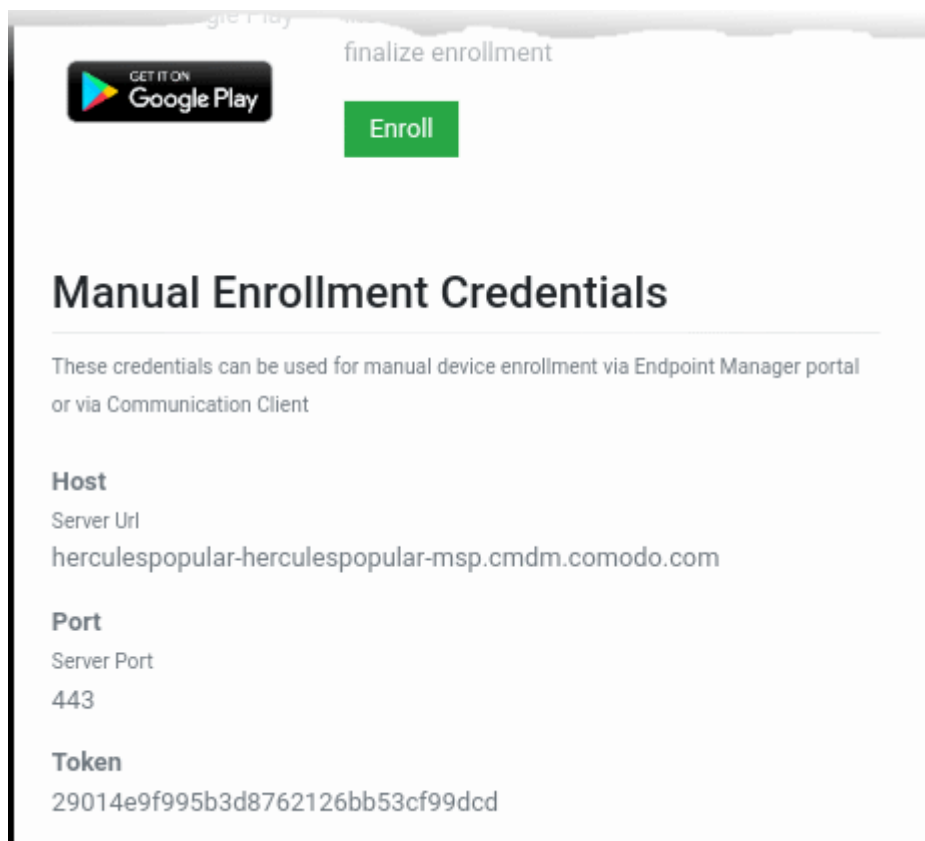 gle Play
finalize enrollment
GET IT ON
Google Play
Enroll
Manual Enrollment Credentials
These credentials can be used for manual device enrollment via Endpoint Manager portal
or via Communication Client
Host
Server Url
herculespopular-herculespopular-msp.cmdm.comodo.com
Port
Server Port
443
Token
29014e9f995b3d8762126bb53cf99dcd